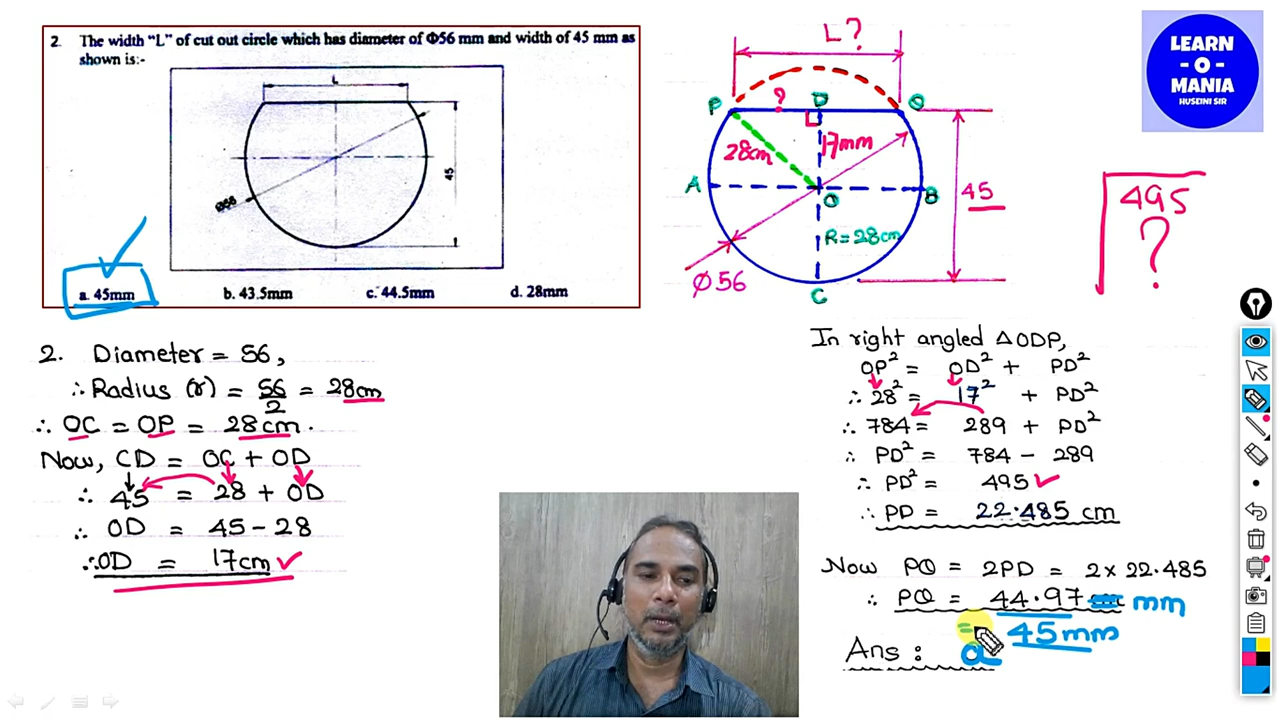 2. The width "L" of cut out circle which has diameter of Φ56 mm and width of 45 mm as
shown is:-
L
45
Ø56
a. 45mm b. 43.5mm c. 44.5mm d. 28mm
L?
P ? D Q
28cm 17mm
A O B
45
R = 28cm
Ø56
C
LEARN
-O-
MANIA
HUSEINI SIR
495
?
2. Diameter = 56,
∴ Radius (r) = 56/2 = 28cm
∴ OC = OP = 28cm.
Now, CD = OC + OD
∴ 45 = 28 + OD
∴ OD = 45 - 28
∴ OD = 17cm ✓
In right angled △ODP,
OP² = OD² + PD²
∴ 28² = 17² + PD²
∴ 784 = 289 + PD²
∴ PD² = 784 - 289
∴ PD² = 495 ✓
∴ PD = 22.485 cm
Now PQ = 2PD = 2 x 22.485
∴ PQ = 44.97 cm mm
= 45mm
Ans : a